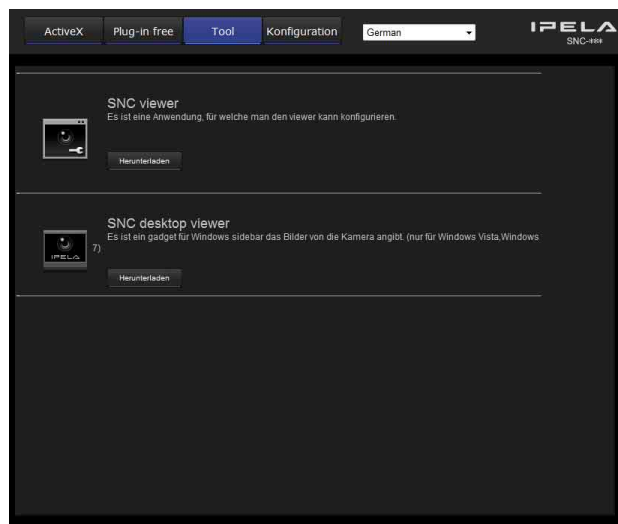 ActiveX Plug-in free Tool Konfiguration German IPELA
SNC-***
SNC viewer
Es ist eine Anwendung, für welche man den viewer kann konfigurieren.
Herunterladen
SNC desktop viewer
Es ist ein gadget für Windows sidebar das Bilder von die Kamera angibt. (nur für Windows Vista,Windows
7)
IPELA
Herunterladen